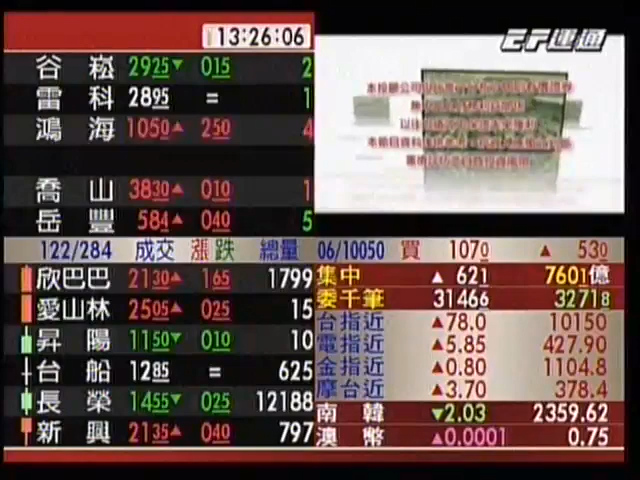 13:26:06
EF運通
谷崧 2925▼ 015 2
雷科 2895 = 1
鴻海 1050▲ 250 4
喬山 3830▲ 010 1
岳豐 584▲ 040 5
122/284 成交 漲跌 總量
欣巴巴 2130▲ 165 1799
愛山林 2505▲ 025 15
昇陽 1150▼ 010 10
台船 1285 = 625
長榮 1455▼ 025 12188
新興 2135▲ 040 797
06/10050 買 1070 ▲ 530
集中 ▲ 621 7601億
委千筆 31466 32718
台指近 ▲78.0 10150
電指近 ▲5.85 427.90
金指近 ▲0.80 1104.8
摩台近 ▲3.70 378.4
南韓 ▼2.03 2359.62
澳幣 ▲0.0001 0.75